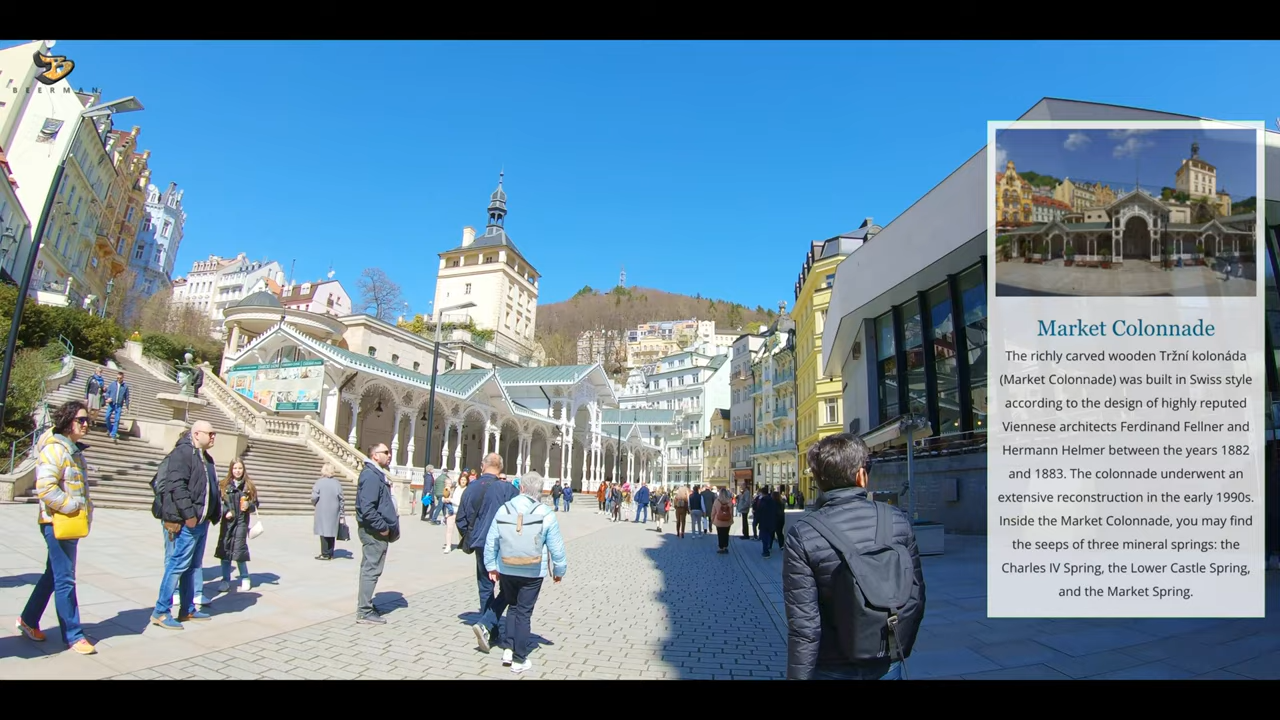 BEERMAN
Market Colonnade
The richly carved wooden Tržní kolonáda
(Market Colonnade) was built in Swiss style
according to the design of highly reputed
Viennese architects Ferdinand Fellner and
Hermann Helmer between the years 1882
and 1883. The colonnade underwent an
extensive reconstruction in the early 1990s.
Inside the Market Colonnade, you may find
the seeps of three mineral springs: the
Charles IV Spring, the Lower Castle Spring,
and the Market Spring.